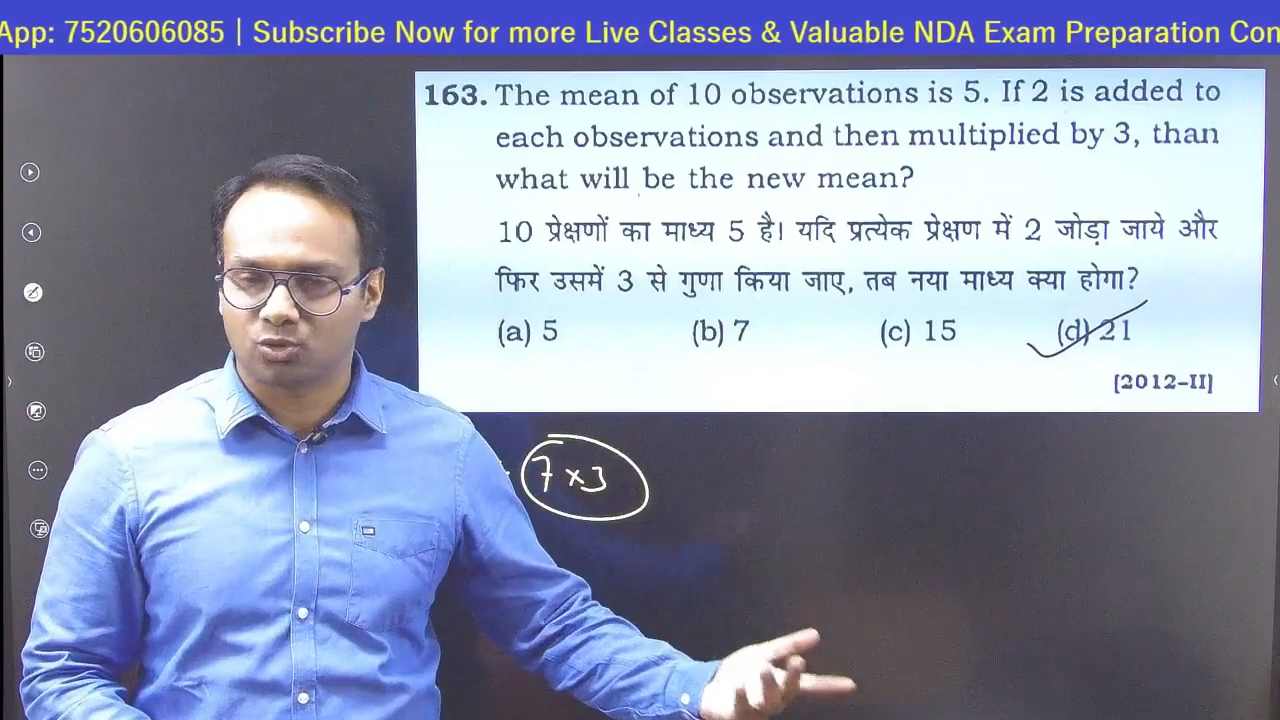 App: 7520606085 | Subscribe Now for more Live Classes & Valuable NDA Exam Preparation Con
163. The mean of 10 observations is 5. If 2 is added to
each observations and then multiplied by 3, than
what will be the new mean?
10 प्रेक्षणों का माध्य 5 है। यदि प्रत्येक प्रेक्षण में 2 जोड़ा जाये और
फिर उसमें 3 से गुणा किया जाए, तब नया माध्य क्या होगा?
(a) 5 (b) 7 (c) 15 (d) 21
[2012-II]
7 × 3